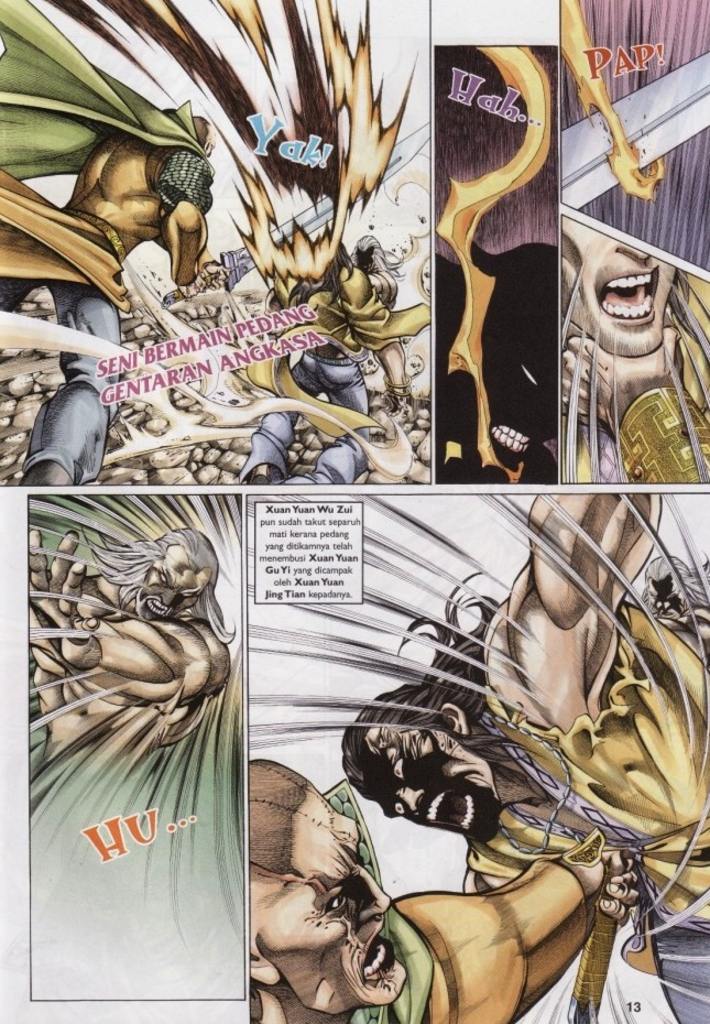 Yak!
Hah...
PAP!
SENI BERMAIN PEDANG
GENTARAN ANGKASA
HU...
Xuan Yuan Wu Zui
pun sudah takut separuh
mati kerana pedang
yang ditikamnya telah
menembusi Xuan Yuan
Gu Yi yang dicampak
oleh Xuan Yuan
Jing Tian kepadanya.
13